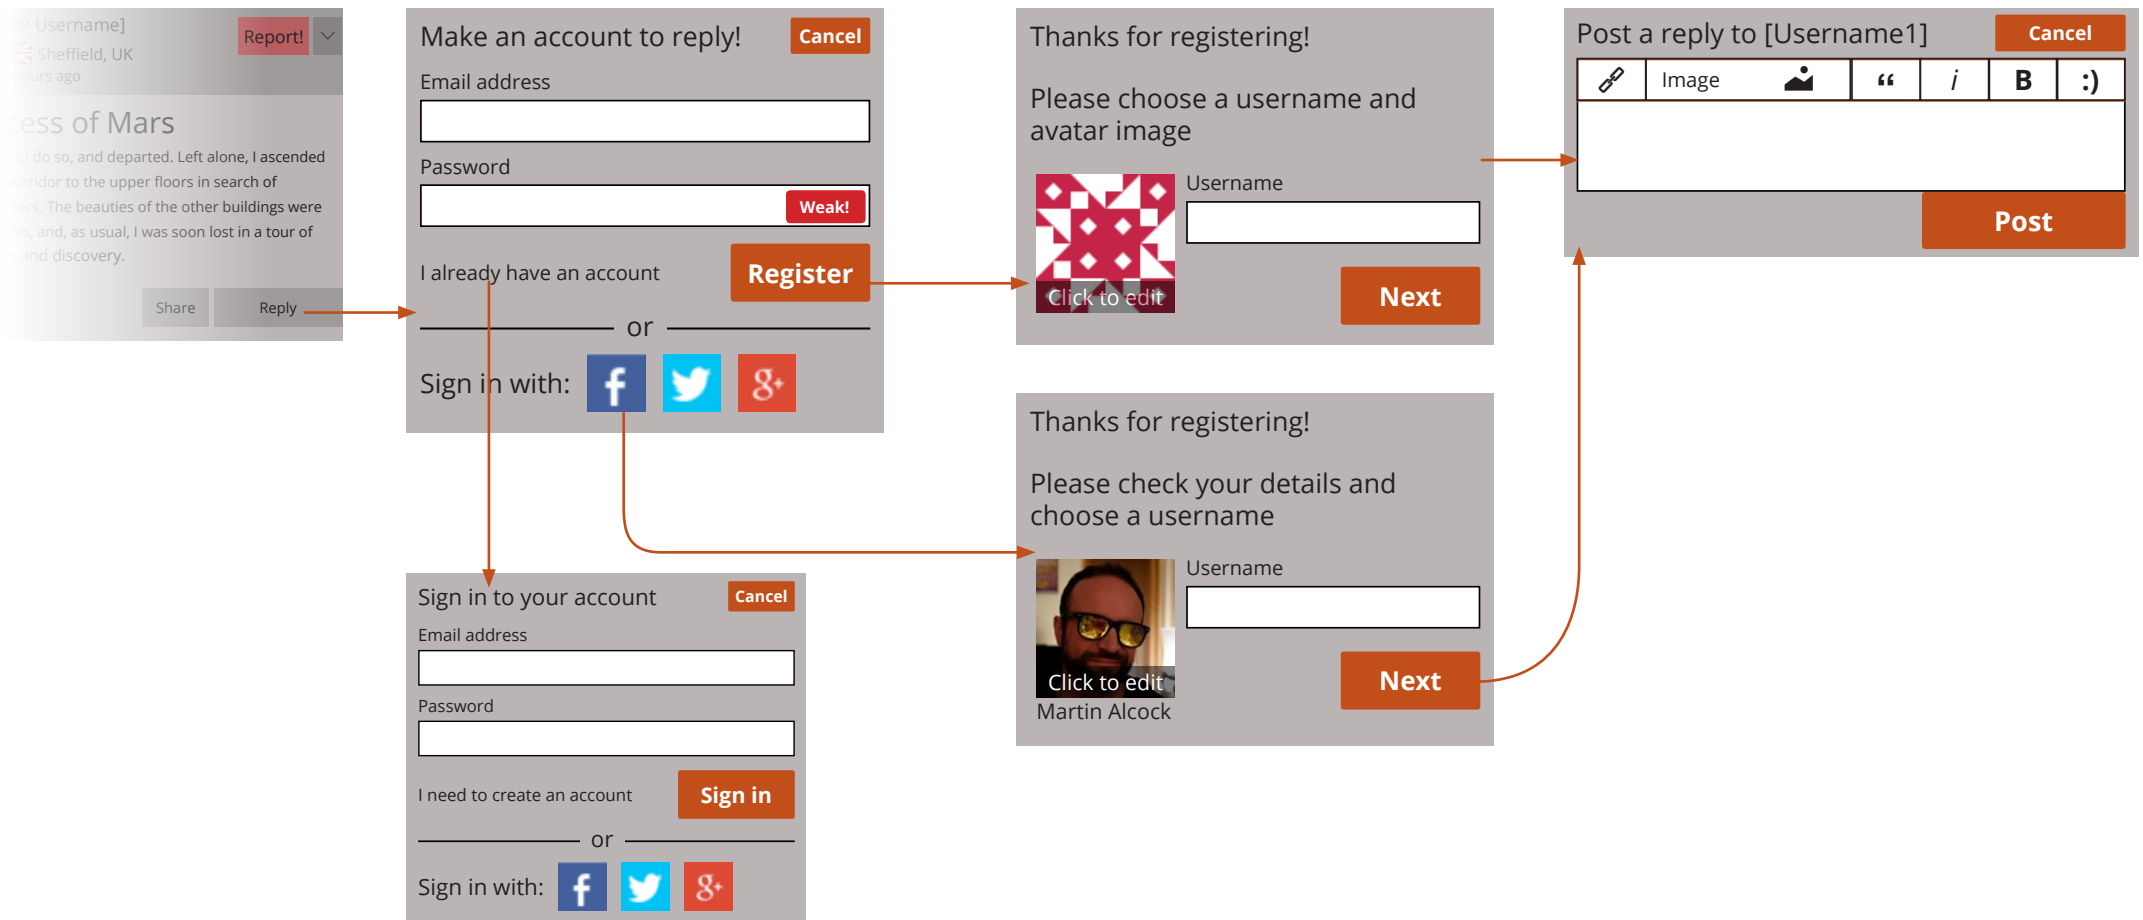 Username]
Report!
Sheffield, UK
hours ago
cess of Mars
to do so, and departed. Left alone, I ascended
corridor to the upper floors in search of
The beauties of the other buildings were
and, as usual, I was soon lost in a tour of
and discovery.
Share
Reply
Make an account to reply!
Cancel
Email address
Password
Weak!
I already have an account
Register
or
Sign in with:
f
g+
Sign in to your account
Cancel
Email address
Password
I need to create an account
Sign in
or
Sign in with:
f
g+
Thanks for registering!
Please choose a username and
avatar image
Username
Click to edit
Next
Thanks for registering!
Please check your details and
choose a username
Username
Click to edit
Martin Alcock
Next
Post a reply to [Username1]
Cancel
Image
“
i
B
:)
Post